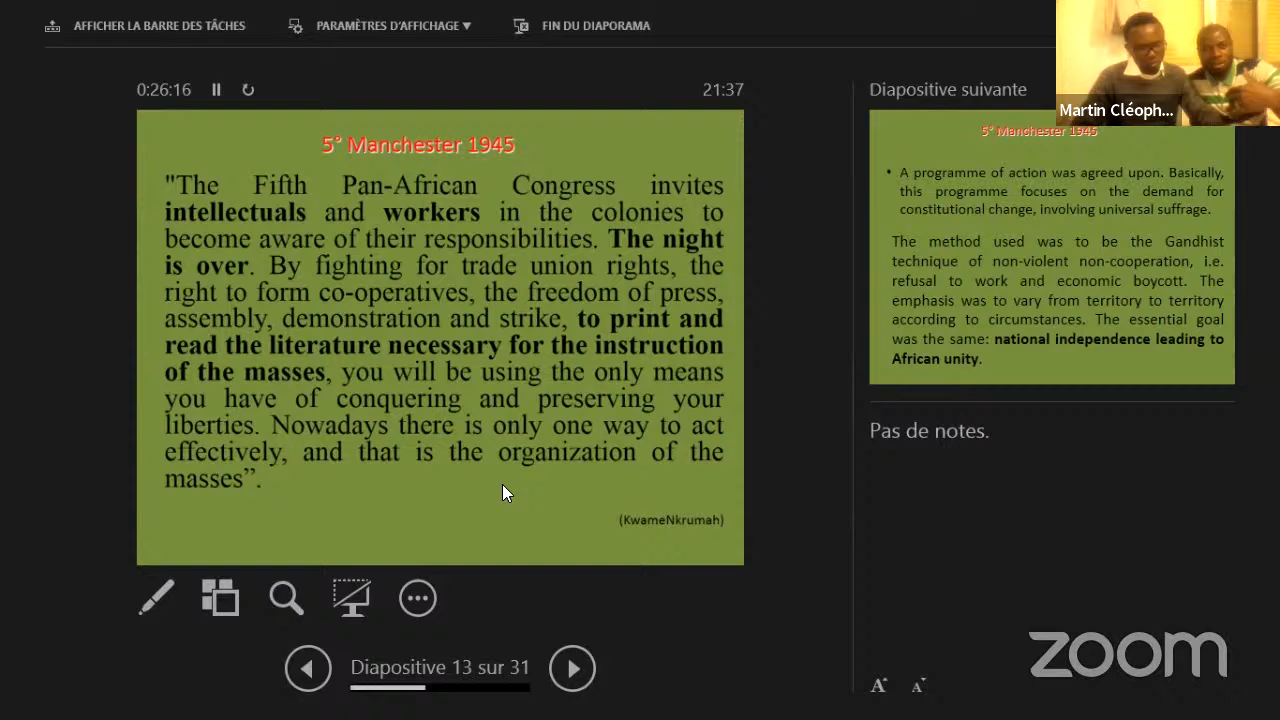 AFFICHER LA BARRE DES TÂCHES
PARAMÈTRES D'AFFICHAGE
FIN DU DIAPORAMA
0:26:16
21:37
5° Manchester 1945
"The Fifth Pan-African Congress invites
intellectuals and workers in the colonies to
become aware of their responsibilities. The night
is over. By fighting for trade union rights, the
right to form co-operatives, the freedom of press,
assembly, demonstration and strike, to print and
read the literature necessary for the instruction
of the masses, you will be using the only means
you have of conquering and preserving your
liberties. Nowadays there is only one way to act
effectively, and that is the organization of the
masses”.
(KwameNkrumah)
Diapositive 13 sur 31
Diapositive suivante
Martin Cléoph...
5° Manchester 1945
• A programme of action was agreed upon. Basically,
this programme focuses on the demand for
constitutional change, involving universal suffrage.
The method used was to be the Gandhist
technique of non-violent non-cooperation, i.e.
refusal to work and economic boycott. The
emphasis was to vary from territory to territory
according to circumstances. The essential goal
was the same: national independence leading to
African unity.
Pas de notes.
A A
zoom